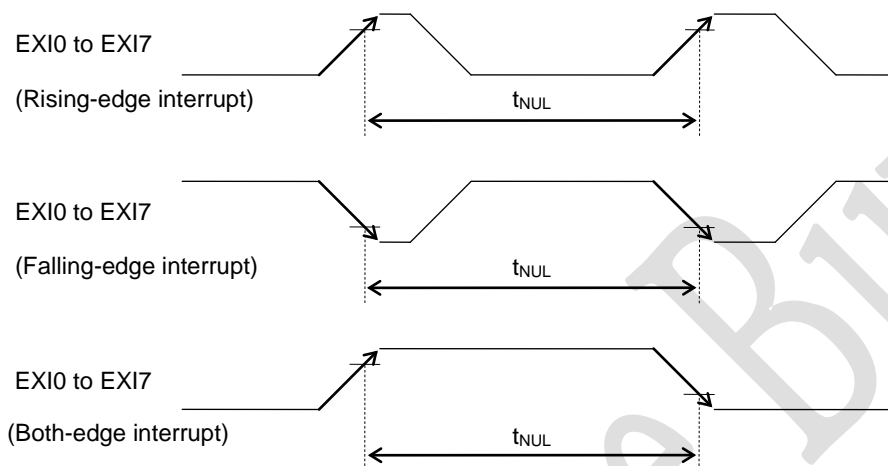 EXI0 to EXI7
(Rising-edge interrupt)
tNUL
EXI0 to EXI7
(Falling-edge interrupt)
tNUL
EXI0 to EXI7
(Both-edge interrupt)
tNUL